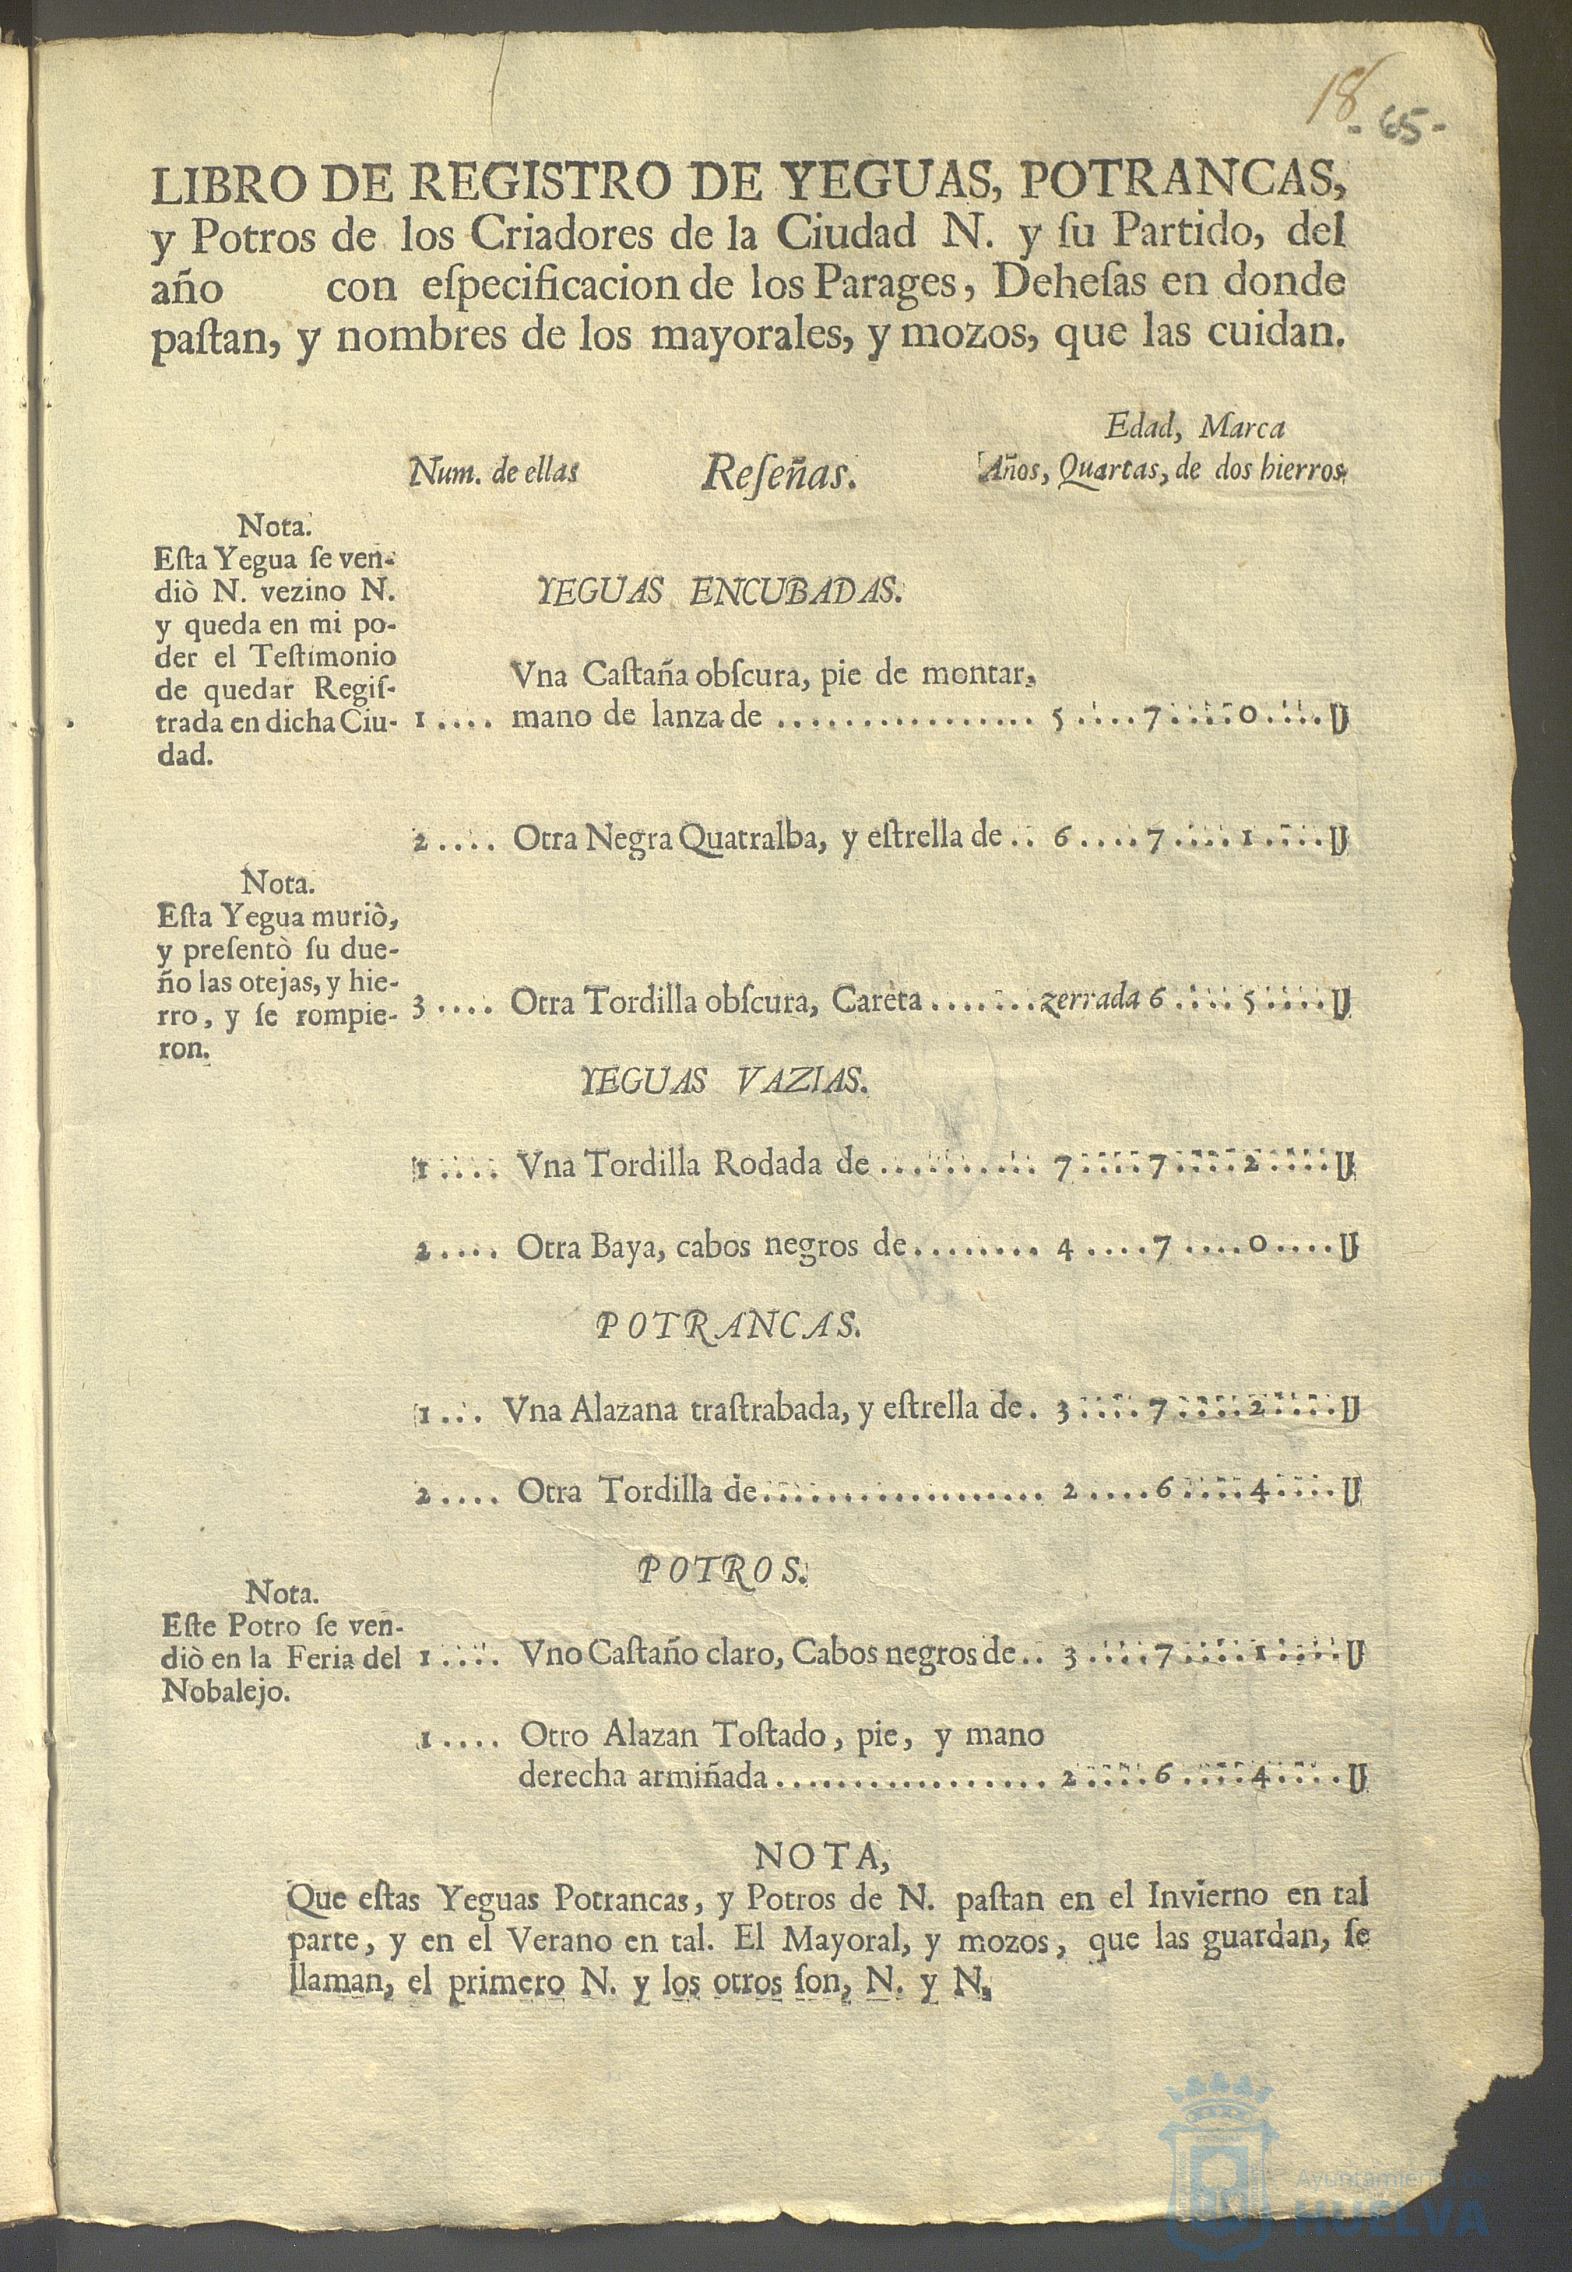 18
- 65 -
LIBRO DE REGISTRO DE YEGUAS, POTRANCAS,
y Potros de los Criadores de la Ciudad N. y ſu Partido, del
año con eſpecificacion de los Parages, Deheſas en donde
paſtan, y nombres de los mayorales, y mozos, que las cuidan.
Edad, Marca
Num. de ellas Reſeñas. Años, Quartas, de dos hierros.
Nota.
Eſta Yegua ſe ven-
diò N. vezino N.
y queda en mi po-
der el Teſtimonio
de quedar Regiſ-
trada en dicha Ciu-
dad.
YEGUAS ENCUBADAS.
Vna Caſtaña obſcura, pie de montar,
1 .... mano de lanza de ................. 5 .... 7 .... 0 .... U
2 .... Otra Negra Quatralba, y eſtrella de .. 6 .... 7 .... 1 .... U
Nota.
Eſta Yegua muriò,
y preſentò ſu due-
ño las otejas, y hie-
rro, y ſe rompie-
ron.
3 .... Otra Tordilla obſcura, Carèta ....... zerrada 6 .... 5 .... U
YEGUAS VAZIAS.
1 .... Vna Tordilla Rodada de .......... 7 .... 7 .... 2 .... U
2 .... Otra Baya, cabos negros de ........ 4 .... 7 .... 0 .... U
POTRANCAS.
1 ... Vna Alazana traſtrabada, y eſtrella de . 3 .... 7 .... 2 .... U
2 .... Otra Tordilla de .................. 2 .... 6 .... 4 .... U
POTROS.
Nota.
Eſte Potro ſe ven-
diò en la Feria del
Nobalejo.
1 .... Vno Caſtaño claro, Cabos negros de .. 3 .... 7 .... 1 .... U
1 .... Otro Alazan Toſtado, pie, y mano
derecha armiñada .................. 2 .... 6 .... 4 .... U
NOTA,
Que eſtas Yeguas Potrancas, y Potros de N. paſtan en el Invierno en tal
parte, y en el Verano en tal. El Mayoral, y mozos, que las guardan, ſe
llaman, el primero N. y los otros ſon, N. y N.
Ayuntamiento de
HUELVA